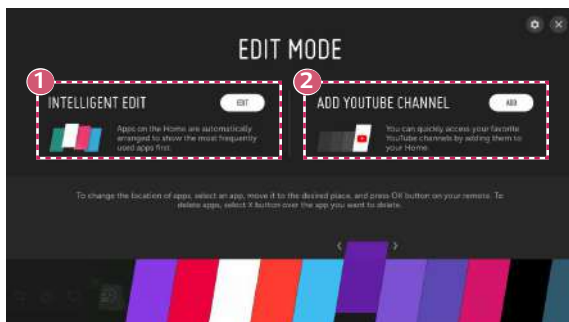 EDIT MODE
1
2
INTELLIGENT EDIT
EDIT
Apps on the Home are automatically
arranged to show the most frequently
used apps first.
ADD YOUTUBE CHANNEL
ADD
You can quickly access your favorite
YouTube channels by adding them to
your Home.
To change the location of apps, select an app, move it to the desired place, and press OK button on your remote. To
delete apps, select X button over the app you want to delete.